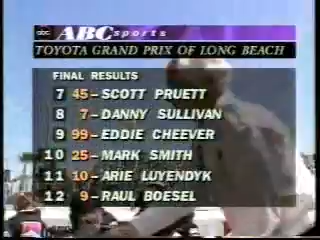 abc ABC sports
TOYOTA GRAND PRIX OF LONG BEACH
FINAL RESULTS
7 45 - SCOTT PRUETT
8 7 - DANNY SULLIVAN
9 99 - EDDIE CHEEVER
10 25 - MARK SMITH
11 10 - ARIE LUYENDYK
12 9 - RAUL BOESEL